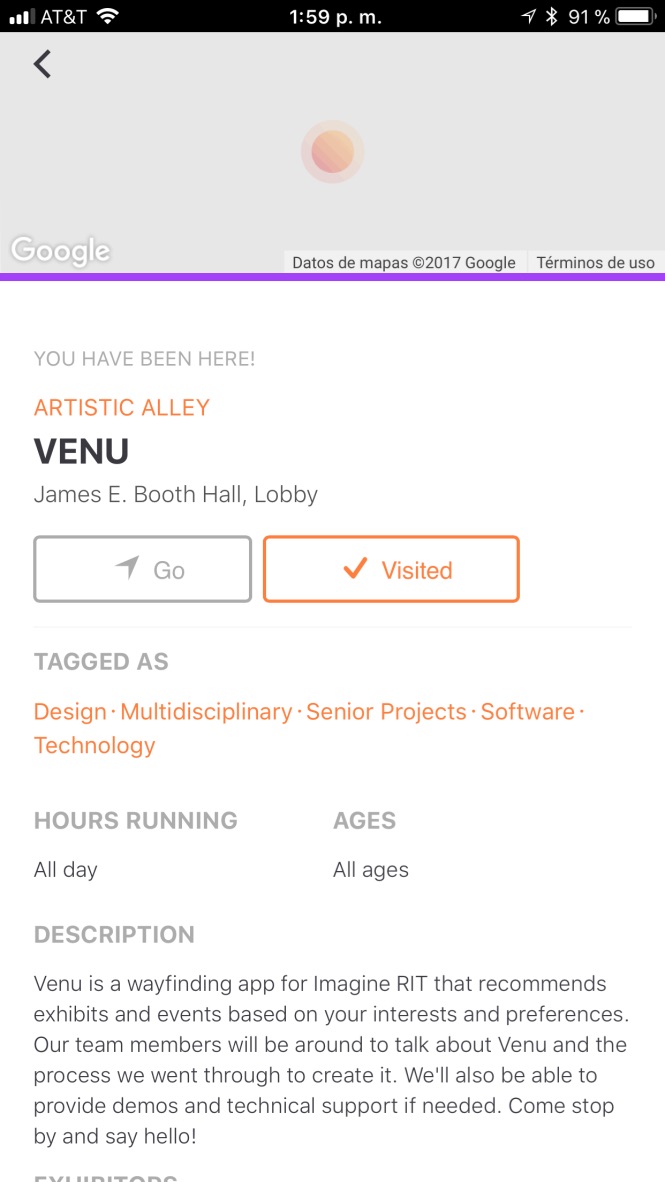 AT&T 1:59 p. m. 91 %
Google
Datos de mapas ©2017 Google Términos de uso
YOU HAVE BEEN HERE!
ARTISTIC ALLEY
VENU
James E. Booth Hall, Lobby
Go Visited
TAGGED AS
Design · Multidisciplinary · Senior Projects · Software ·
Technology
HOURS RUNNING AGES
All day All ages
DESCRIPTION
Venu is a wayfinding app for Imagine RIT that recommends
exhibits and events based on your interests and preferences.
Our team members will be around to talk about Venu and the
process we went through to create it. We'll also be able to
provide demos and technical support if needed. Come stop
by and say hello!
EXHIBITORS